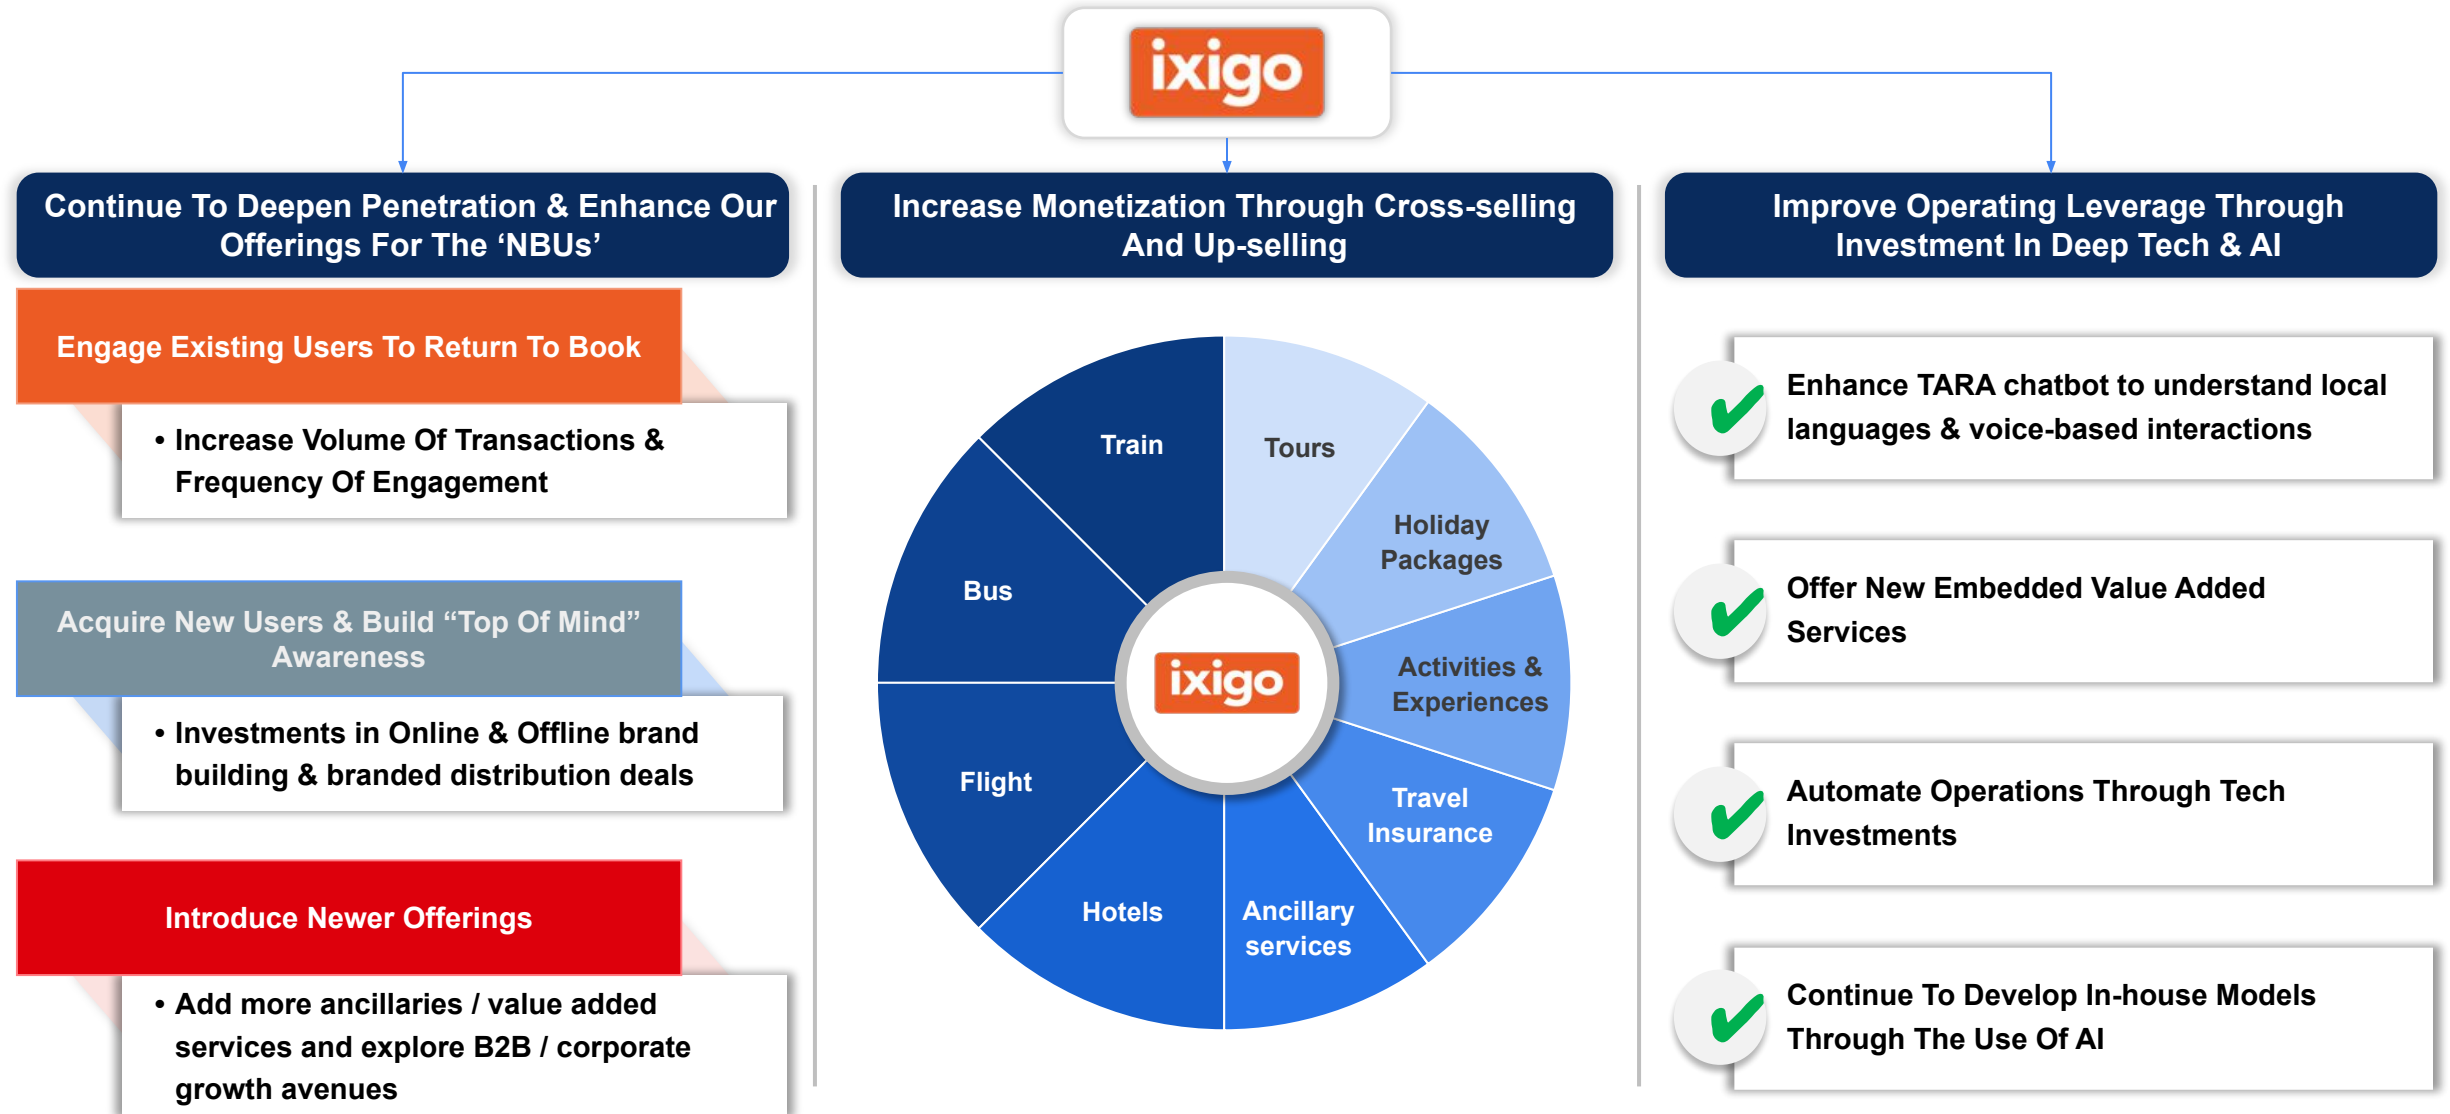 ixigo
Continue To Deepen Penetration & Enhance Our
Offerings For The ‘NBUs’
Engage Existing Users To Return To Book
• Increase Volume Of Transactions &
Frequency Of Engagement
Acquire New Users & Build “Top Of Mind”
Awareness
• Investments in Online & Offline brand
building & branded distribution deals
Introduce Newer Offerings
• Add more ancillaries / value added
services and explore B2B / corporate
growth avenues
Increase Monetization Through Cross-selling
And Up-selling
Train
Tours
Holiday
Packages
Bus
Activities &
Experiences
ixigo
Flight
Travel
Insurance
Hotels
Ancillary
services
Improve Operating Leverage Through
Investment In Deep Tech & AI
Enhance TARA chatbot to understand local
languages & voice-based interactions
Offer New Embedded Value Added
Services
Automate Operations Through Tech
Investments
Continue To Develop In-house Models
Through The Use Of AI